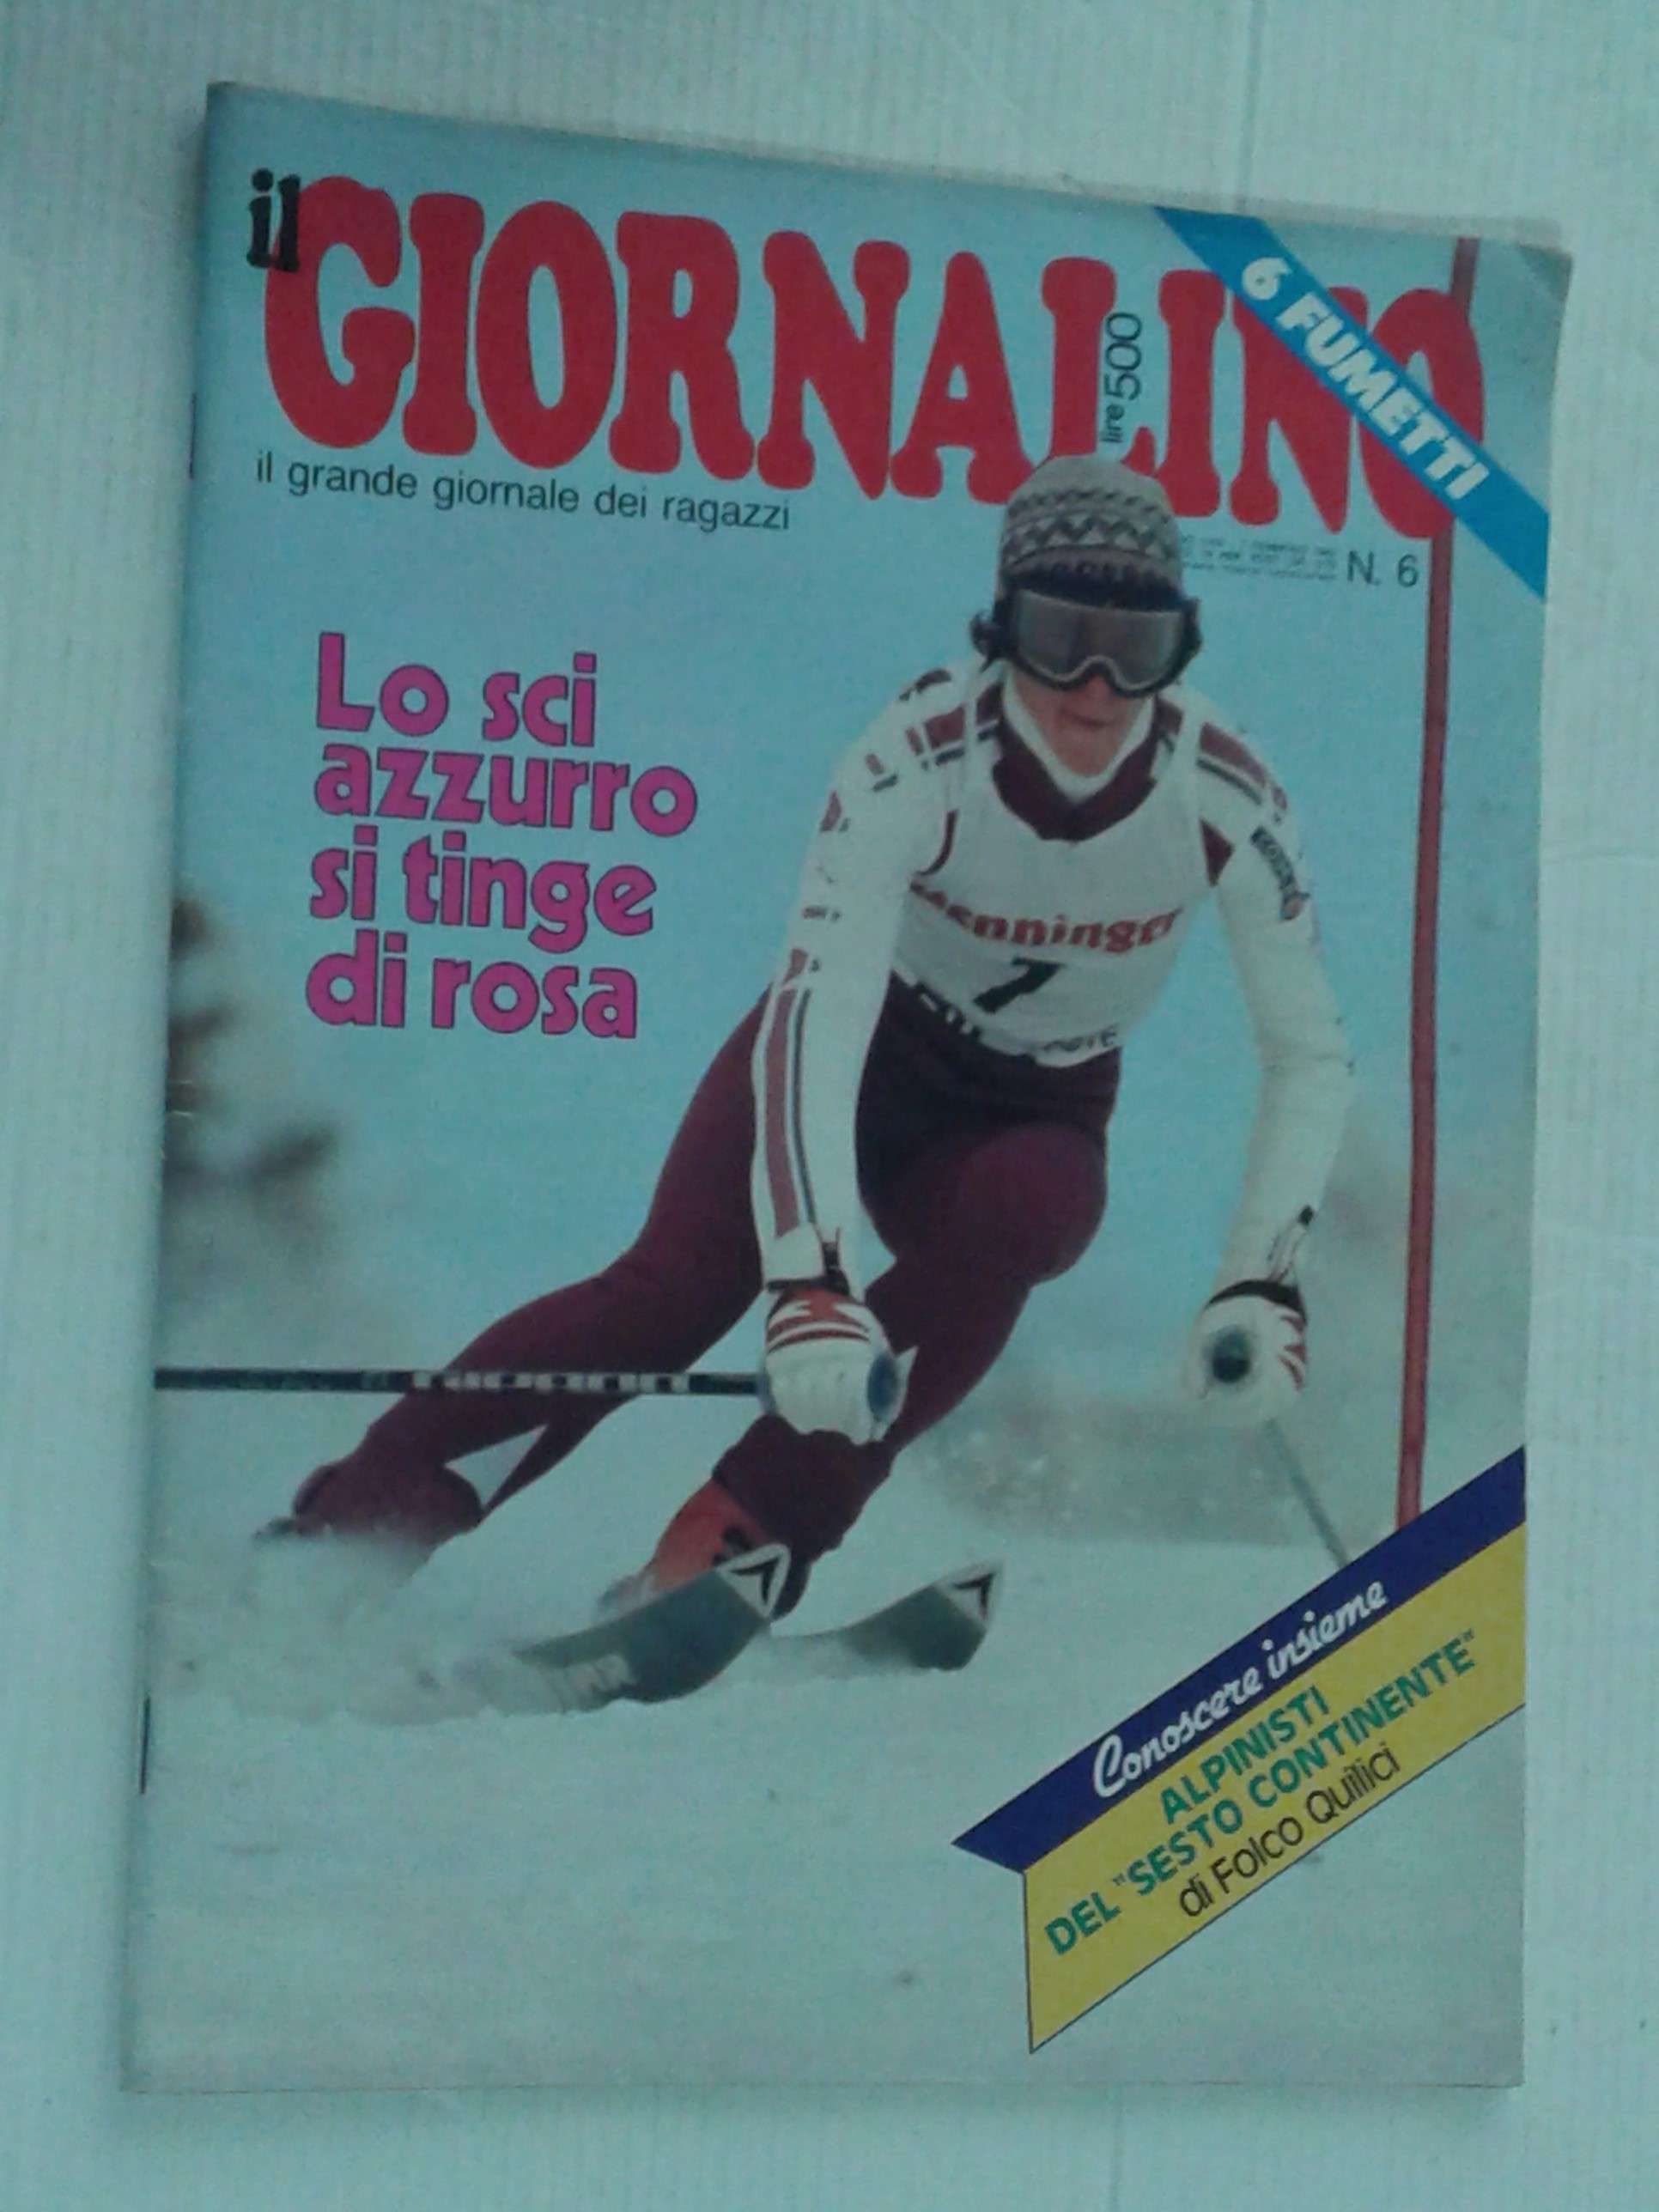 il GIORNALINO
lire 500
6 FUMETTI
il grande giornale dei ragazzi
N. 6
Lo sci
azzurro
si tinge
di rosa
7
Conoscere insieme
ALPINISTI
DEL "SESTO CONTINENTE"
di Folco Quilici